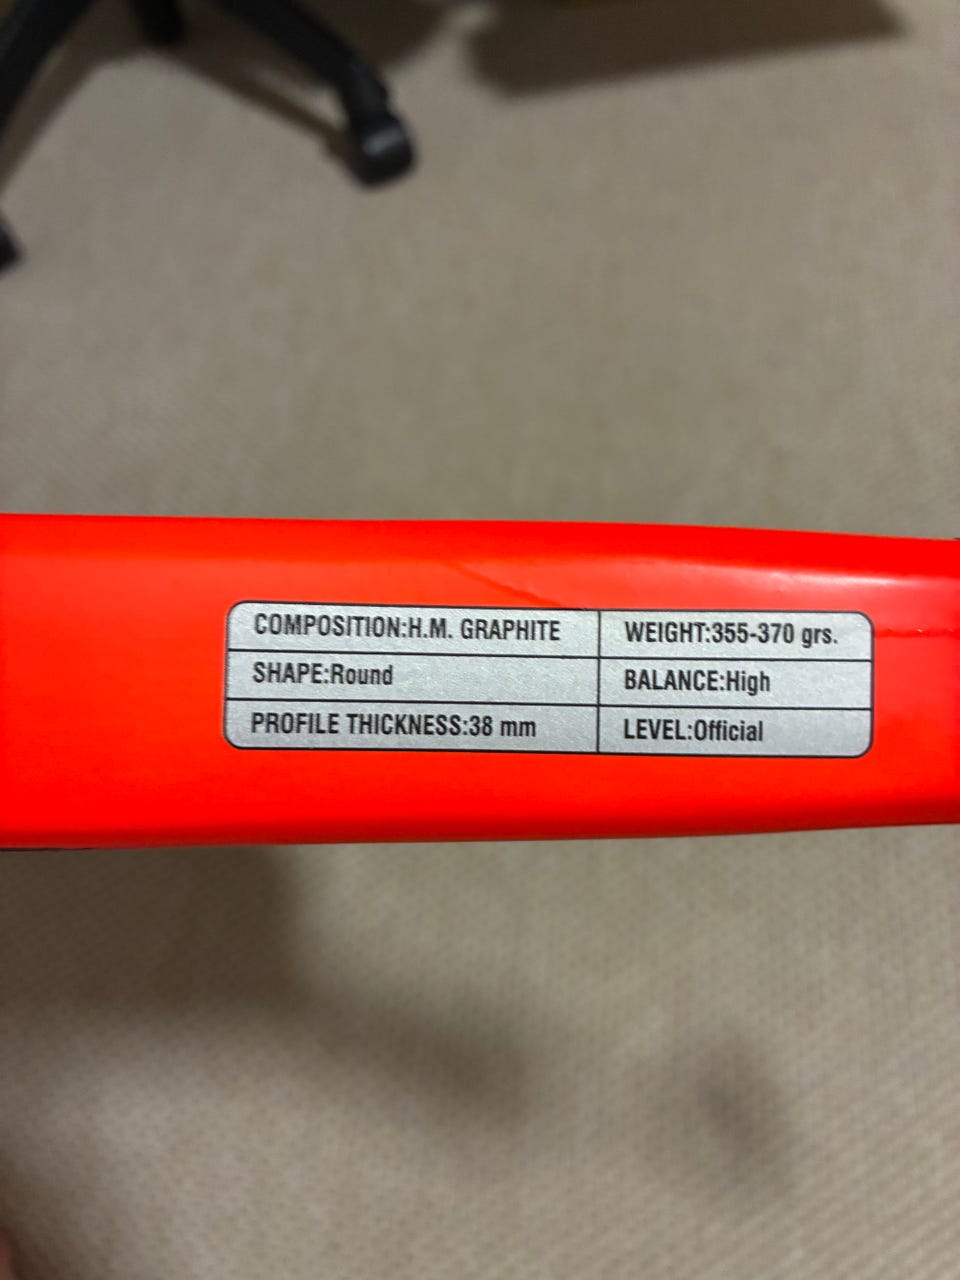 COMPOSITION:H.M. GRAPHITE
WEIGHT:355-370 grs.
SHAPE:Round
BALANCE:High
PROFILE THICKNESS:38 mm
LEVEL:Official